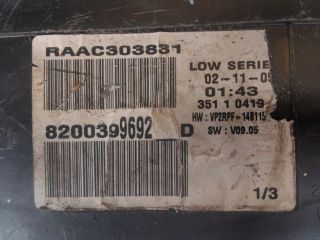 RAAC303831
LOW SERIE
02-11-05
01:43
351 1 0419
HW : VP2RPF-14B115
SW : V09.05
8200399692 D
1/3